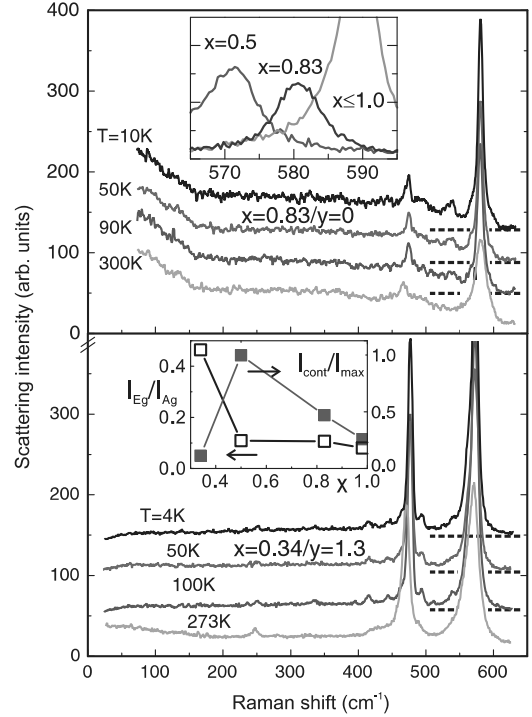 400
300
200
100
0
x=0.5
x=0.83
x≤1.0
570 580 590
T=10K
50K
90K
300K
x=0.83/y=0
Scattering intensity (arb. units)
300
200
100
0
0.4
0.2
0.0
I_Eg/I_Ag
I_cont/I_max
1.0
0.5
0.0
0.4 0.6 0.8 x 1.0
T=4K
50K
x=0.34/y=1.3
100K
273K
0 100 200 300 400 500 600
Raman shift (cm⁻¹)